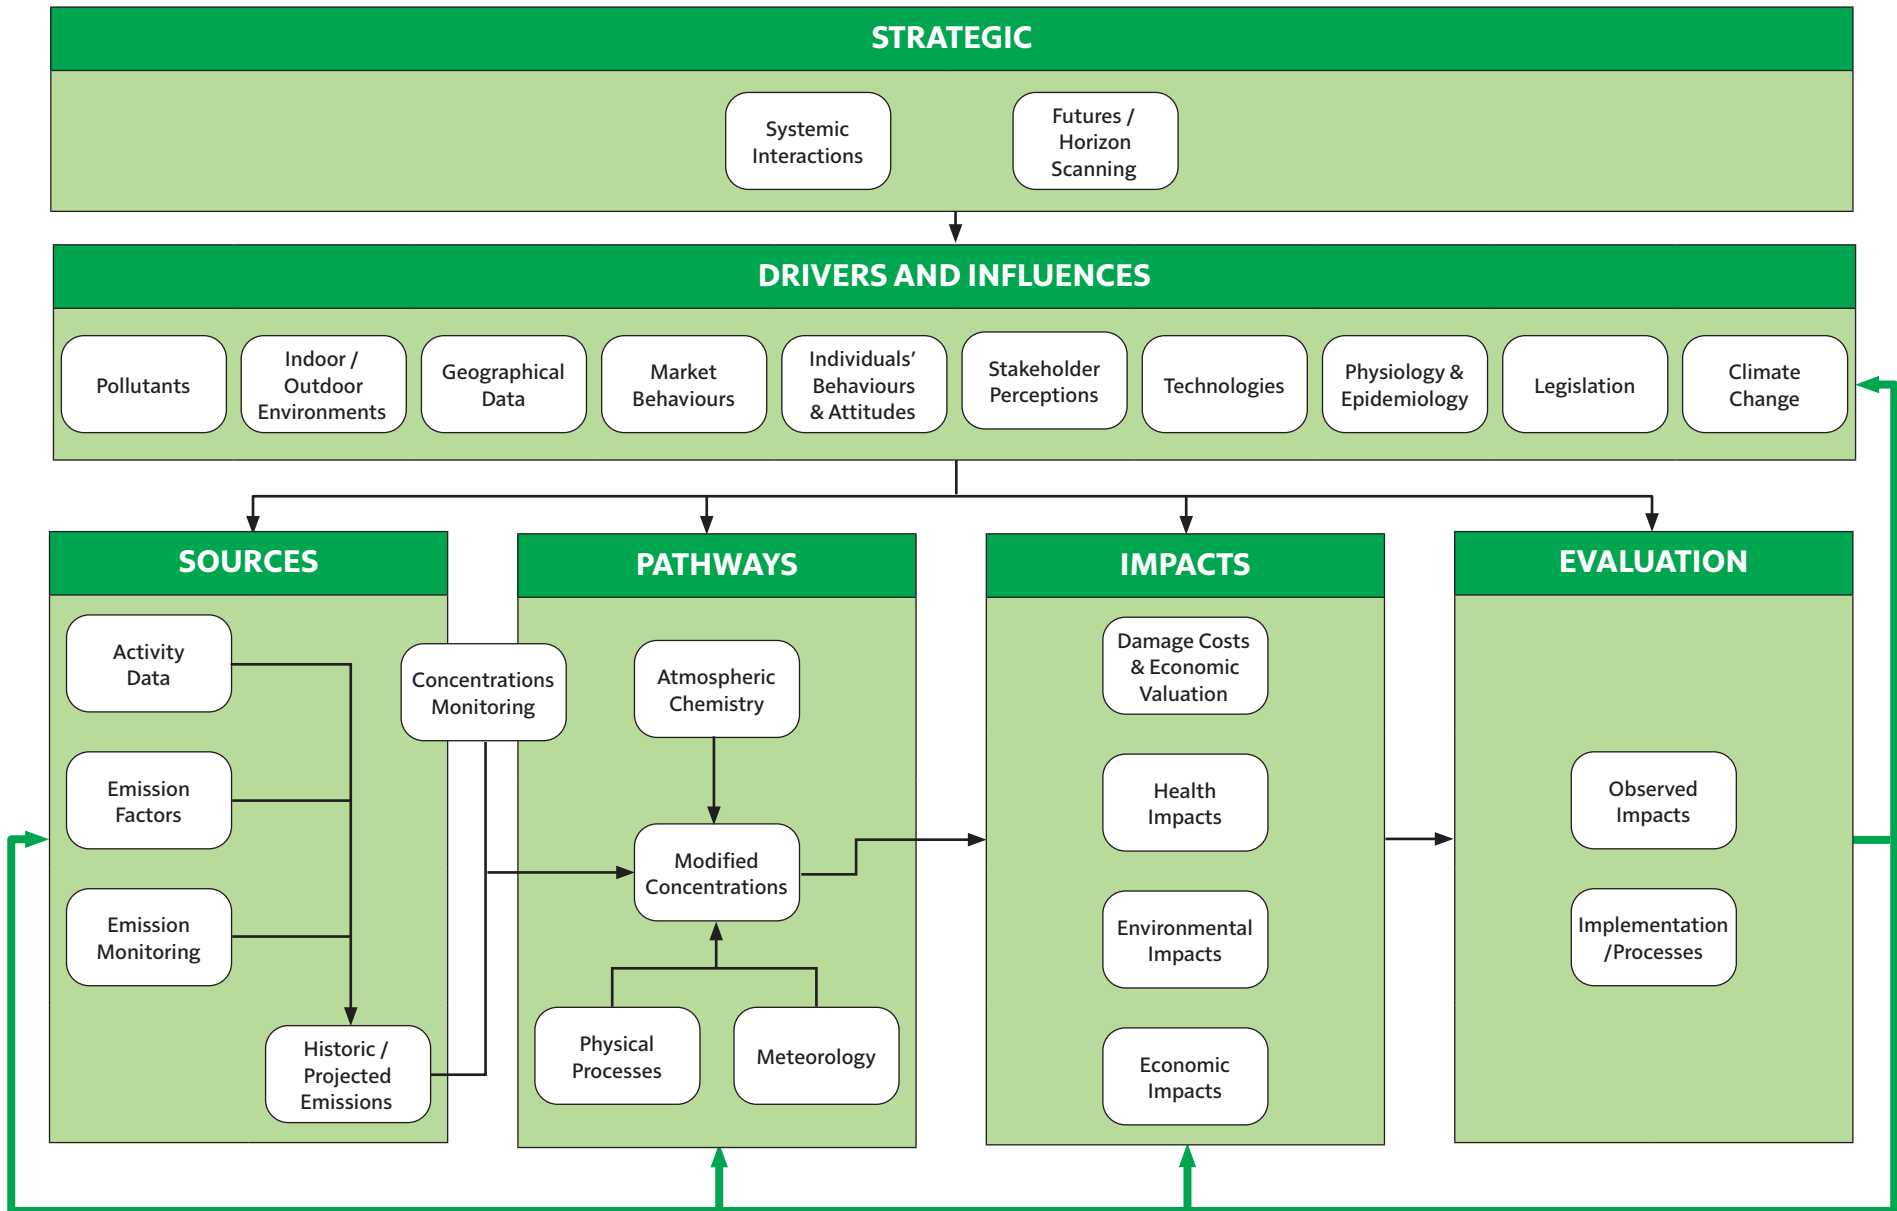 STRATEGIC
Systemic
Interactions
Futures /
Horizon
Scanning
DRIVERS AND INFLUENCES
Pollutants
Indoor /
Outdoor
Environments
Geographical
Data
Market
Behaviours
Individuals’
Behaviours
& Attitudes
Stakeholder
Perceptions
Technologies
Physiology &
Epidemiology
Legislation
Climate
Change
SOURCES
Activity
Data
Emission
Factors
Emission
Monitoring
Historic /
Projected
Emissions
Concentrations
Monitoring
PATHWAYS
Atmospheric
Chemistry
Modified
Concentrations
Physical
Processes
Meteorology
IMPACTS
Damage Costs
& Economic
Valuation
Health
Impacts
Environmental
Impacts
Economic
Impacts
EVALUATION
Observed
Impacts
Implementation
/Processes